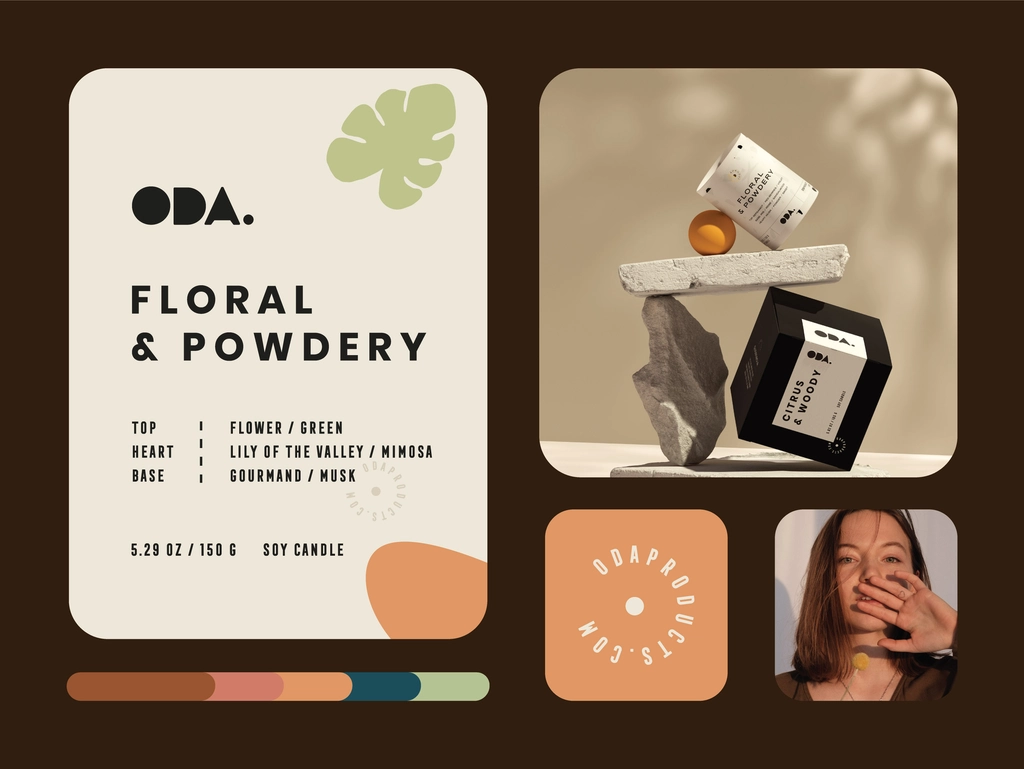 ODA.
FLORAL
& POWDERY
TOP
FLOWER / GREEN
HEART
LILY OF THE VALLEY / MIMOSA
BASE
GOURMAND / MUSK
ODAPRODUCTS.COM
5.29 OZ / 150 G SOY CANDLE
FLORAL
& POWDERY
ODA.
ODA.
ODA.
CITRUS
& WOODY
ODAPRODUCTS.COM